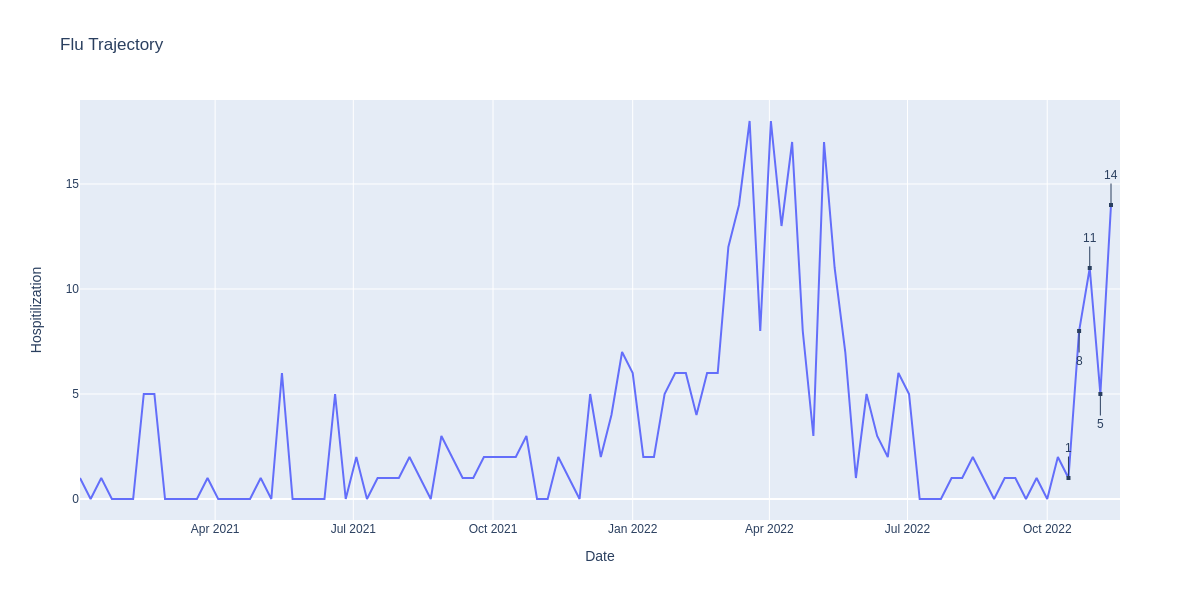 Flu Trajectory
15
10
5
0
Hospitilization
1
8
11
5
14
Apr 2021
Jul 2021
Oct 2021
Jan 2022
Apr 2022
Jul 2022
Oct 2022
Date